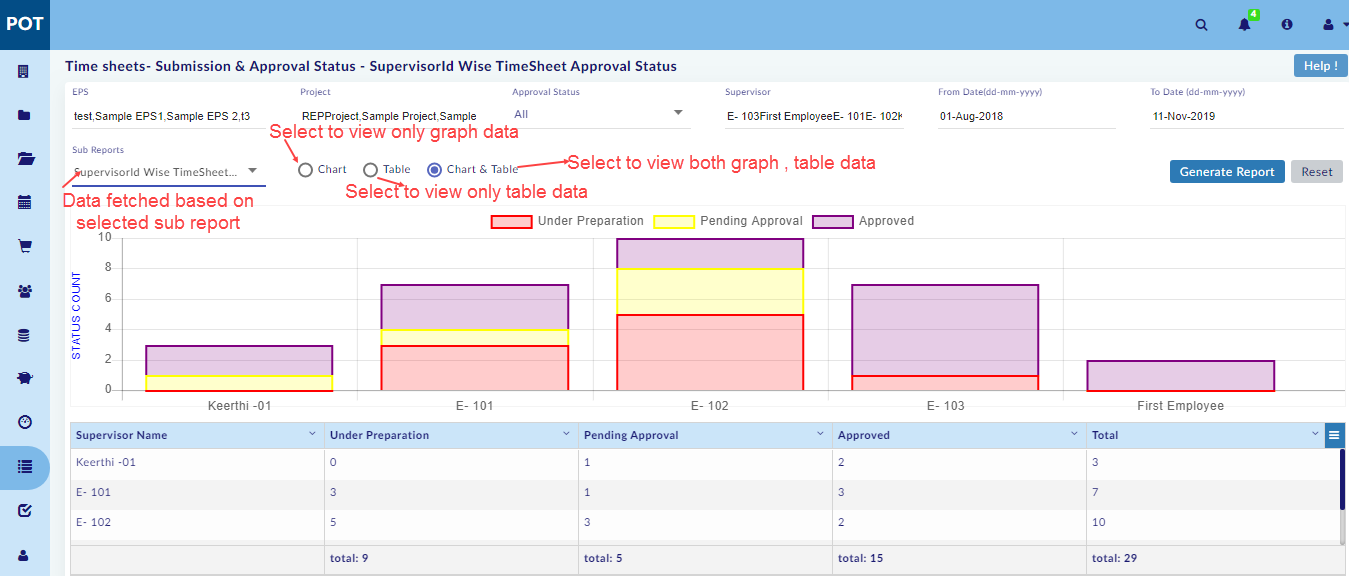 POT
4
Time sheets- Submission & Approval Status - SupervisorId Wise TimeSheet Approval Status
Help !
EPS
Project
Approval Status
Supervisor
From Date(dd-mm-yyyy)
To Date (dd-mm-yyyy)
test,Sample EPS1,Sample EPS 2,t3
REPProject,Sample Project,Sample
All
E- 103First EmployeeE- 101E- 102K
01-Aug-2018
11-Nov-2019
Select to view only graph data
Sub Reports
SupervisorId Wise TimeSheet...
Chart
Table
Chart & Table
Select to view both graph , table data
Generate Report
Reset
Select to view only table data
Data fetched based on
selected sub report
Under Preparation
Pending Approval
Approved
STATUS COUNT
10
8
6
4
2
0
Keerthi -01
E- 101
E- 102
E- 103
First Employee
Supervisor Name Under Preparation Pending Approval Approved Total
Keerthi -01 0 1 2 3
E- 101 3 1 3 7
E- 102 5 3 2 10
total: 9 total: 5 total: 15 total: 29